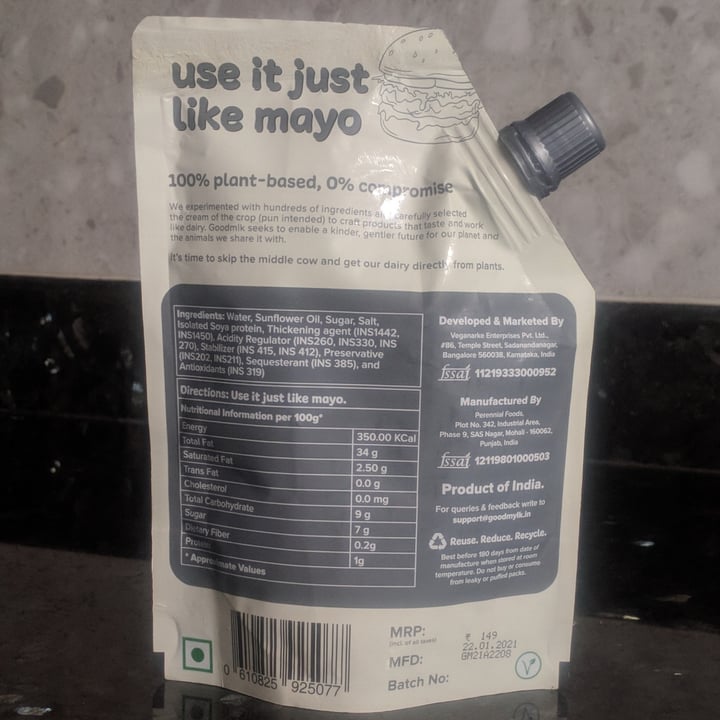 use it just
like mayo
100% plant-based, 0% compromise
We experimented with hundreds of ingredients and carefully selected
the cream of the crop (pun intended) to craft products that taste and work
like dairy. Goodmlk seeks to enable a kinder, gentler future for our planet and
the animals we share it with.
It's time to skip the middle cow and get our dairy directly from plants.
Ingredients: Water, Sunflower Oil, Sugar, Salt,
Isolated Soya protein, Thickening agent (INS1442,
INS1450), Acidity Regulator (INS260, INS330, INS
270), Stabilizer (INS 415, INS 412), Preservative
(INS202, INS211), Sequesterant (INS 385), and
Antioxidants (INS 319)
Directions: Use it just like mayo.
Nutritional Information per 100g*
Energy 350.00 KCal
Total Fat 34 g
Saturated Fat 2.50 g
Trans Fat 0.0 g
Cholesterol 0.0 mg
Total Carbohydrate 9 g
Sugar 7 g
Dietary Fiber 0.2g
Protein 1g
* Approximate Values
Developed & Marketed By
Veganarke Enterprises Pvt. Ltd.,
#86, Temple Street, Sadanandanagar,
Bangalore 560038, Karnataka, India
fssai 11219333000952
Manufactured By
Perennial Foods,
Plot No. 342, Industrial Area,
Phase 9, SAS Nagar, Mohali - 160062,
Punjab, India
fssai 12119801000503
Product of India.
For queries & feedback write to
support@goodmylk.in
Reuse. Reduce. Recycle.
Best before 180 days from date of
manufacture when stored at room
temperature. Do not buy or consume
from leaky or puffed packs.
0 610825 925077
MRP: ₹ 149
(incl. of all taxes)
MFD: 22.01.2021
Batch No: GM21A2208
V